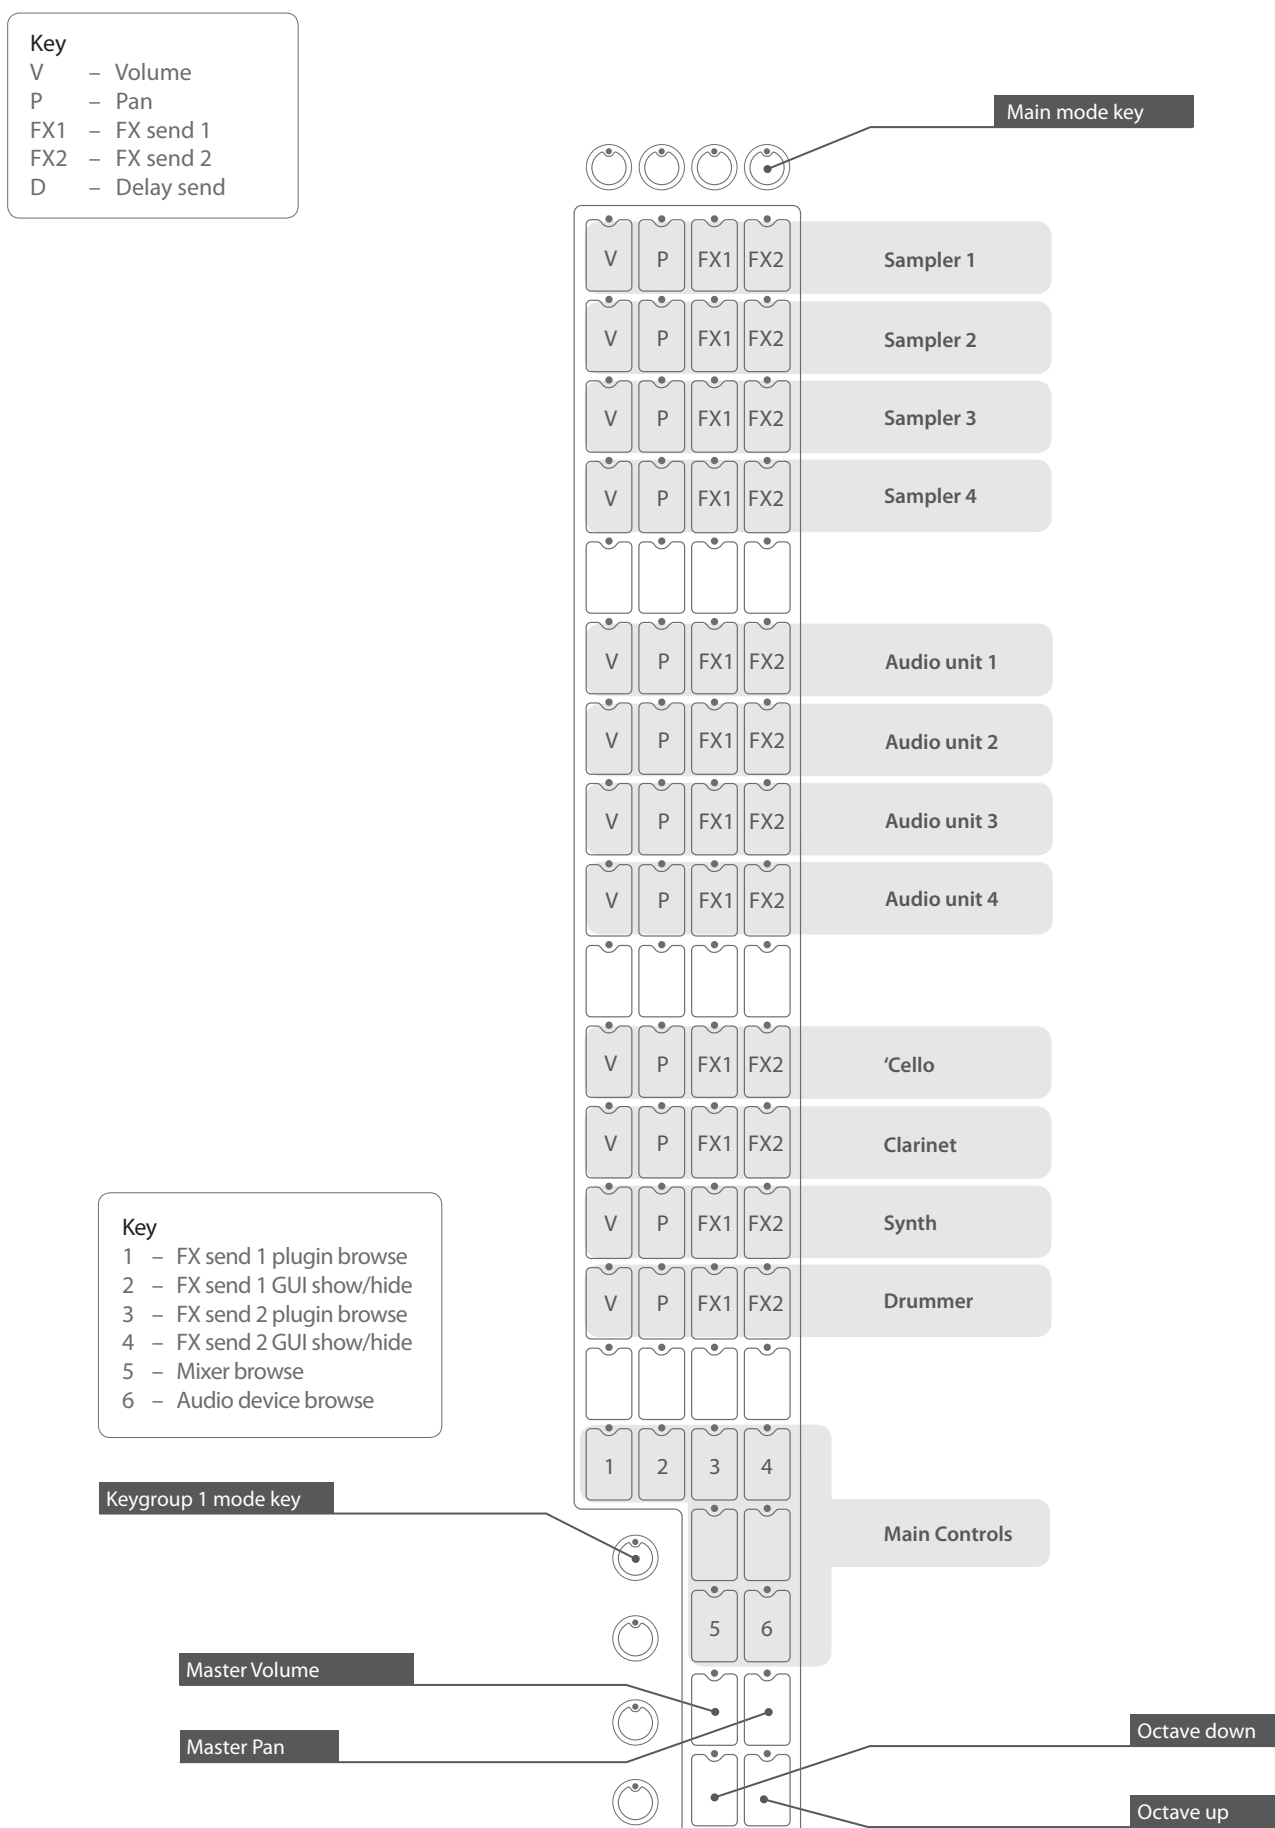 Key
V – Volume
P – Pan
FX1 – FX send 1
FX2 – FX send 2
D – Delay send
Main mode key
V P FX1 FX2 Sampler 1
V P FX1 FX2 Sampler 2
V P FX1 FX2 Sampler 3
V P FX1 FX2 Sampler 4
V P FX1 FX2 Audio unit 1
V P FX1 FX2 Audio unit 2
V P FX1 FX2 Audio unit 3
V P FX1 FX2 Audio unit 4
V P FX1 FX2 ‘Cello
V P FX1 FX2 Clarinet
V P FX1 FX2 Synth
V P FX1 FX2 Drummer
Key
1 – FX send 1 plugin browse
2 – FX send 1 GUI show/hide
3 – FX send 2 plugin browse
4 – FX send 2 GUI show/hide
5 – Mixer browse
6 – Audio device browse
1 2 3 4
Keygroup 1 mode key
Main Controls
5 6
Master Volume
Master Pan
Octave down
Octave up